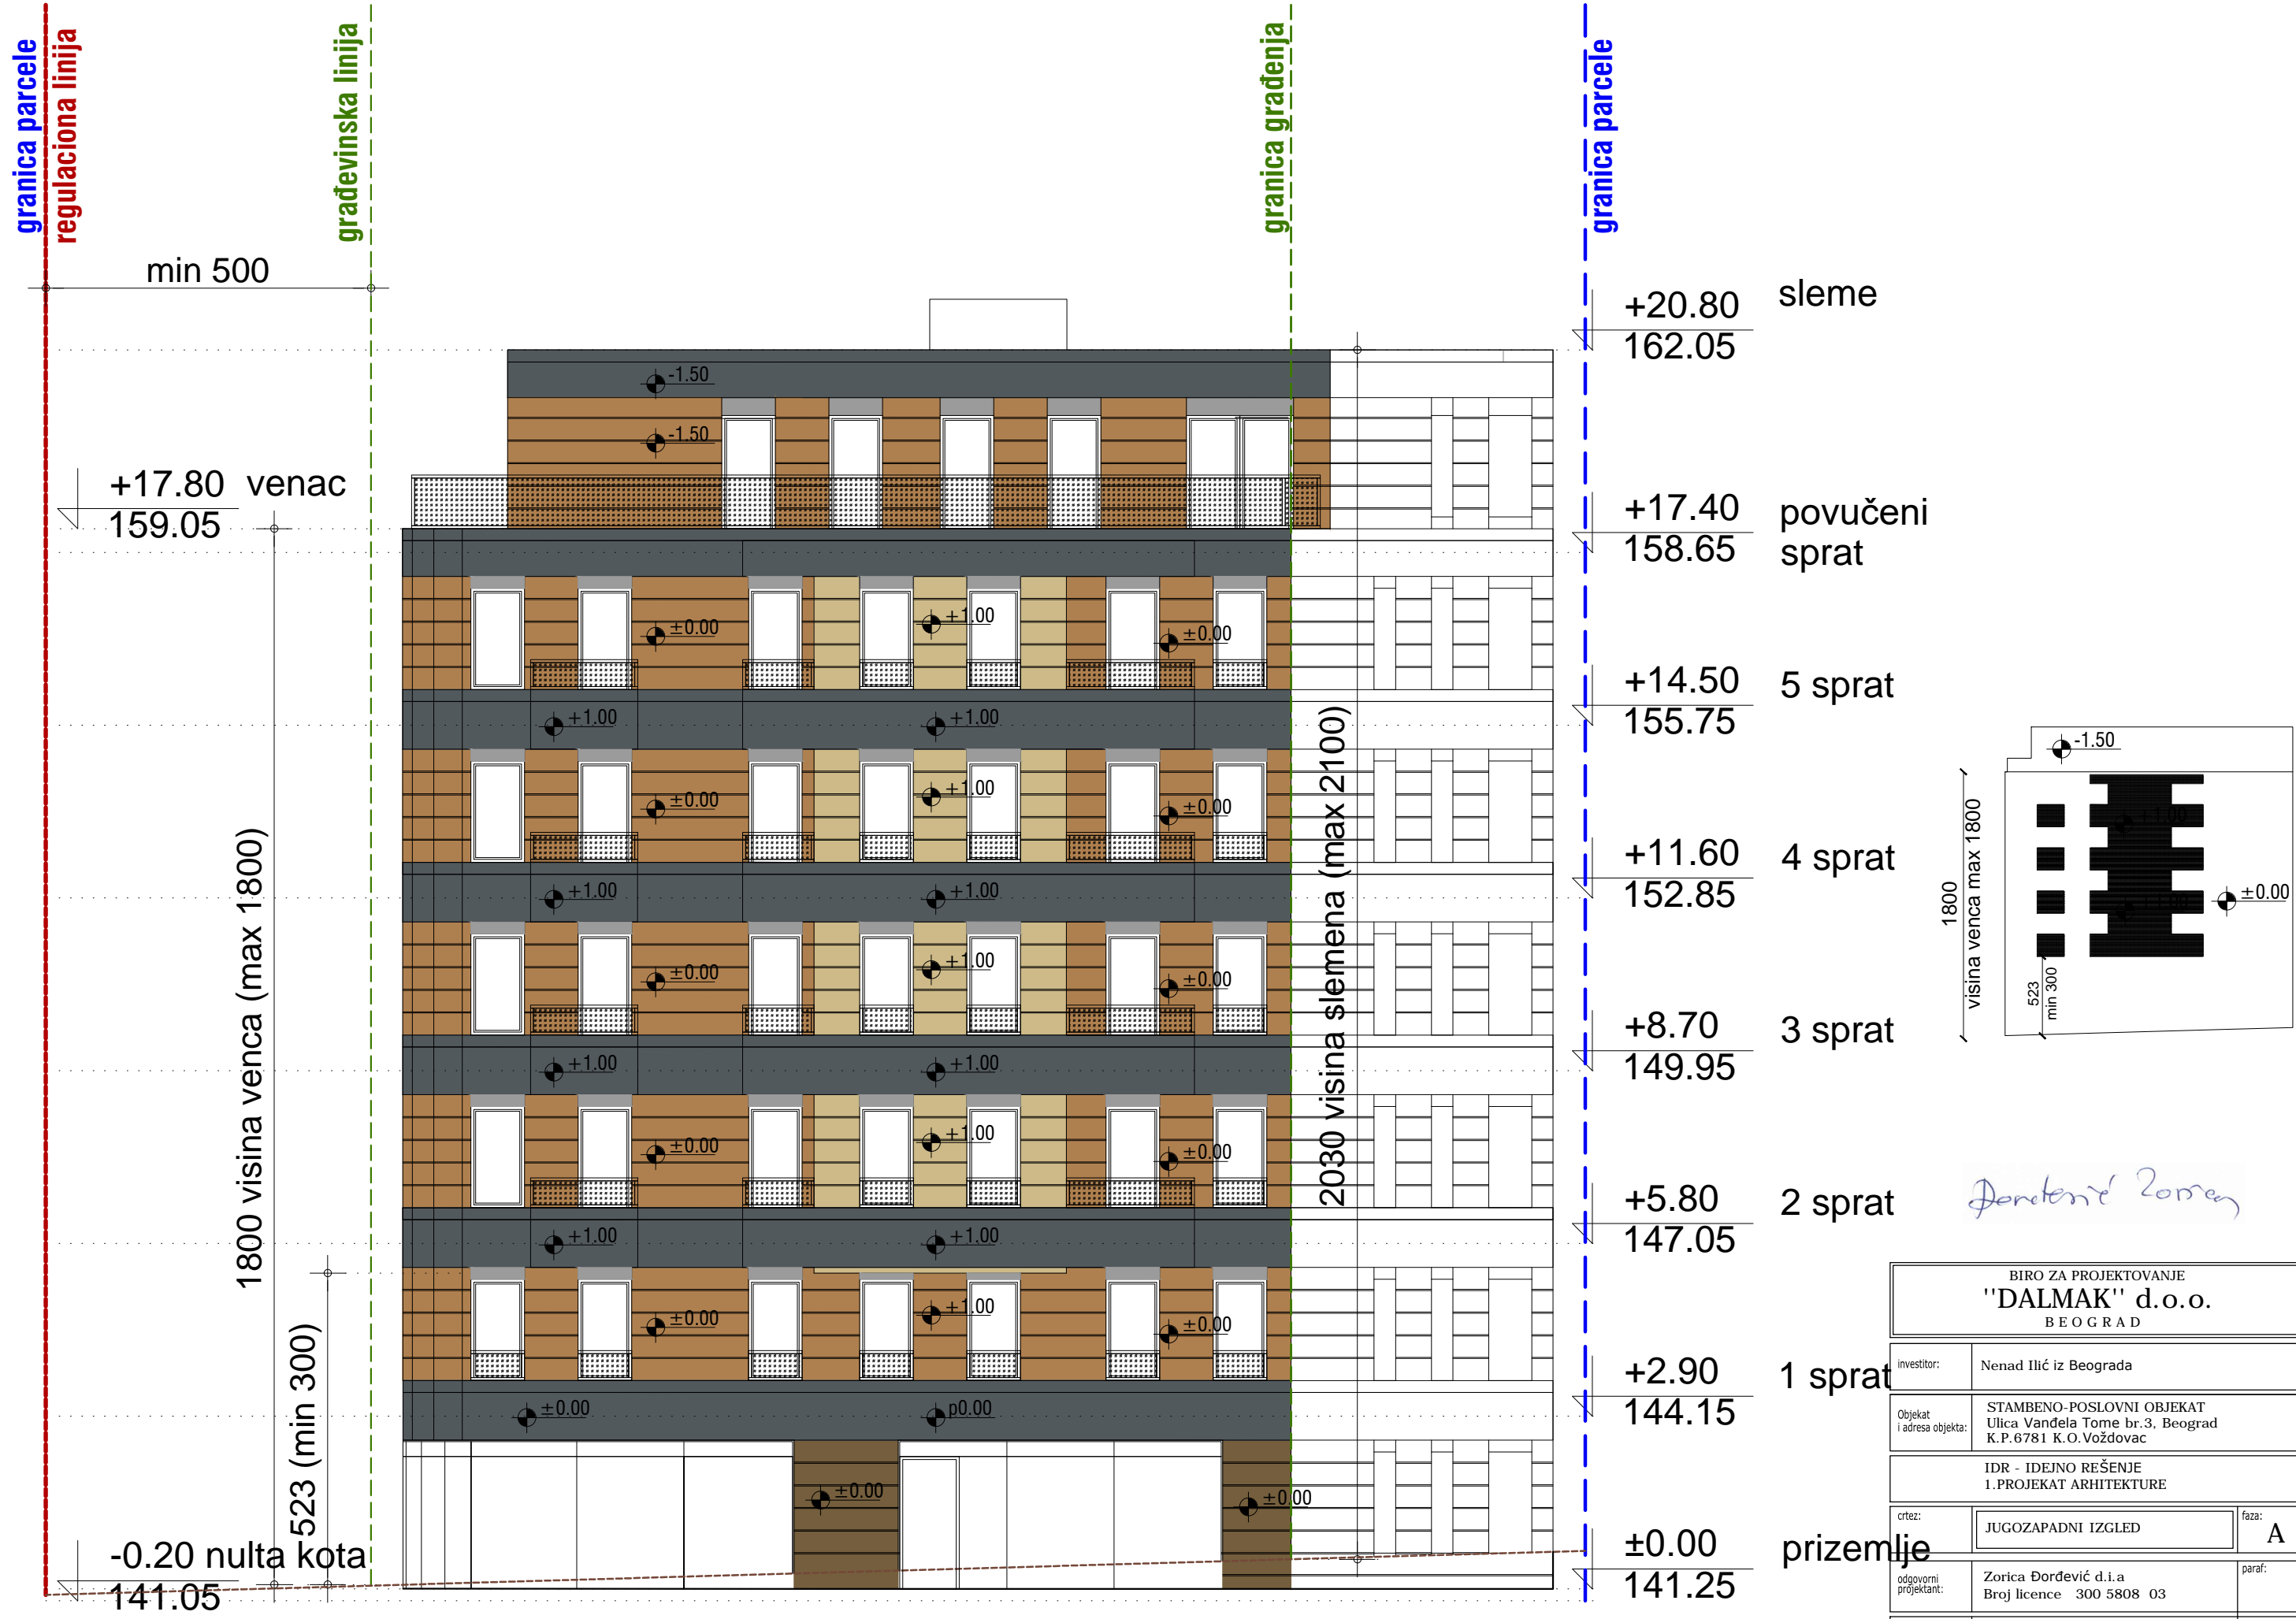 granica parcele
regulaciona linija
građevinska linija
granica građenja
granica parcele
min 500
+20.80 sleme
162.05
-1.50
-1.50
+17.80 venac
159.05
+17.40 povučeni
158.65 sprat
±0.00
+1.00
±0.00
+14.50 5 sprat
155.75
+1.00
+1.00
±0.00
+1.00
±0.00
+11.60 4 sprat
152.85
+1.00
+1.00
±0.00
+1.00
±0.00
+8.70 3 sprat
149.95
+1.00
+1.00
±0.00
+1.00
±0.00
+5.80 2 sprat
147.05
+1.00
+1.00
±0.00
+1.00
±0.00
+2.90 1 sprat
144.15
±0.00
p0.00
±0.00
±0.00
±0.00 prizemlje
141.25
-0.20 nulta kota
141.05
1800 visina venca (max 1800)
523 (min 300)
2030 visina slemena (max 2100)
-1.50
+1.00
±0.00
1800
visina venca max 1800
523
min 300
BIRO ZA PROJEKTOVANJE
''DALMAK'' d.o.o.
BEOGRAD
investitor:
Nenad Ilić iz Beograda
Objekat
i adresa objekta:
STAMBENO-POSLOVNI OBJEKAT
Ulica Vanđela Tome br.3, Beograd
K.P.6781 K.O.Voždovac
IDR - IDEJNO REŠENJE
1.PROJEKAT ARHITEKTURE
crtez:
JUGOZAPADNI IZGLED
faza:
A
odgovorni
projektant:
Zorica Đorđević d.i.a
Broj licence 300 5808 03
paraf: